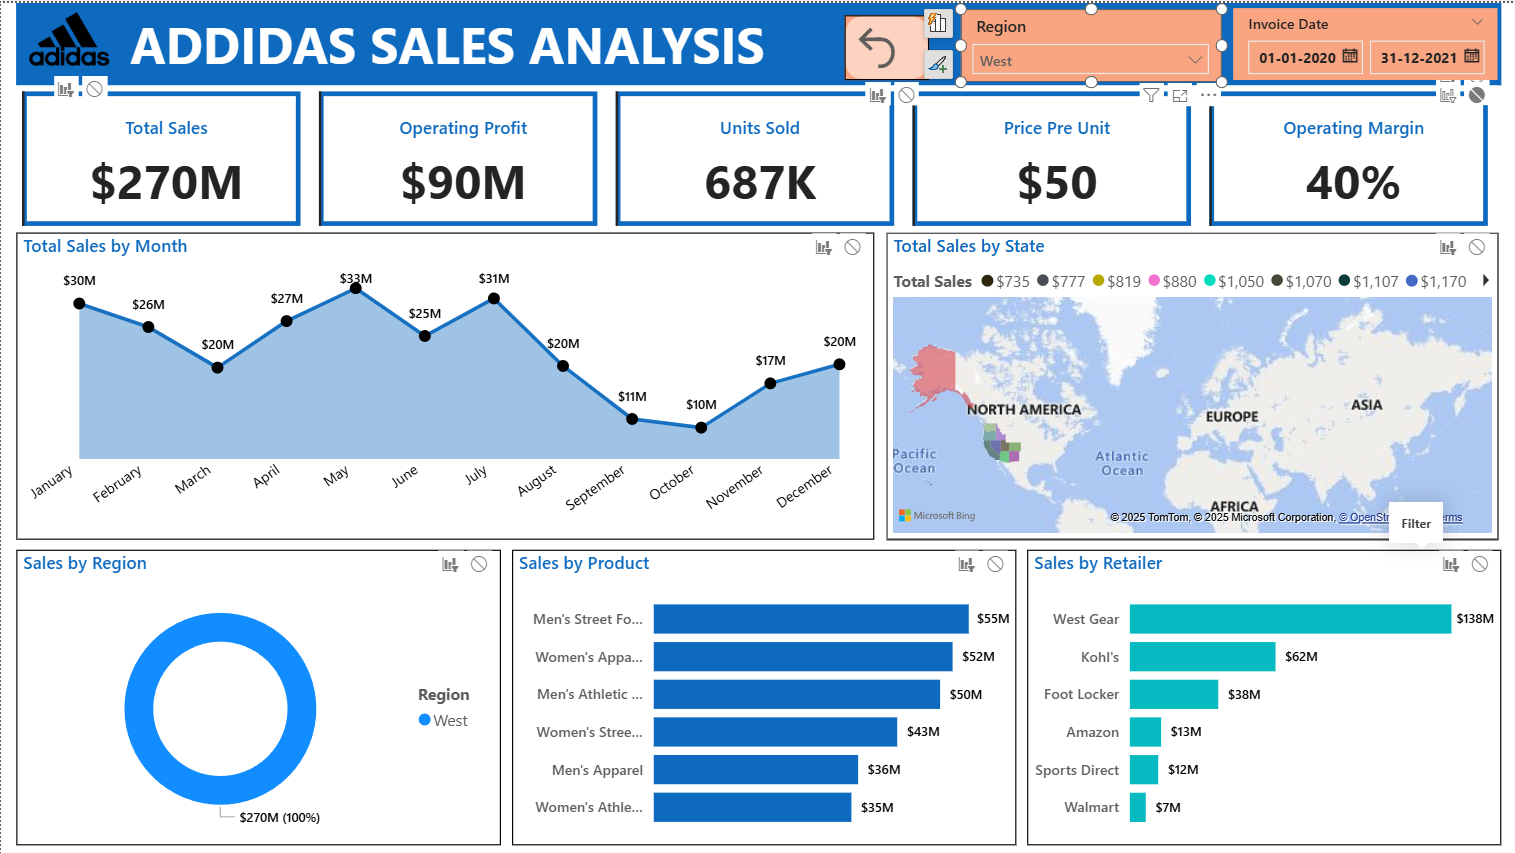 adidas
ADDIDAS SALES ANALYSIS
Region
West
Invoice Date
01-01-2020
31-12-2021
Total Sales
$270M
Operating Profit
$90M
Units Sold
687K
Price Pre Unit
$50
Operating Margin
40%
Total Sales by Month
$30M
$26M
$20M
$27M
$33M
$25M
$31M
$20M
$11M
$10M
$17M
$20M
January
February
March
April
May
June
July
August
September
October
November
December
Total Sales by State
Total Sales $735 $777 $819 $880 $1,050 $1,070 $1,107 $1,170
NORTH AMERICA
EUROPE
ASIA
AFRICA
Pacific
Ocean
Atlantic
Ocean
Microsoft Bing
© 2025 TomTom, © 2025 Microsoft Corporation, © OpenStr erms
Filter
Sales by Region
Region
West
$270M (100%)
Sales by Product
Men's Street Fo... $55M
Women's Appa... $52M
Men's Athletic ... $50M
Women's Stree... $43M
Men's Apparel $36M
Women's Athle... $35M
Sales by Retailer
West Gear $138M
Kohl's $62M
Foot Locker $38M
Amazon $13M
Sports Direct $12M
Walmart $7M